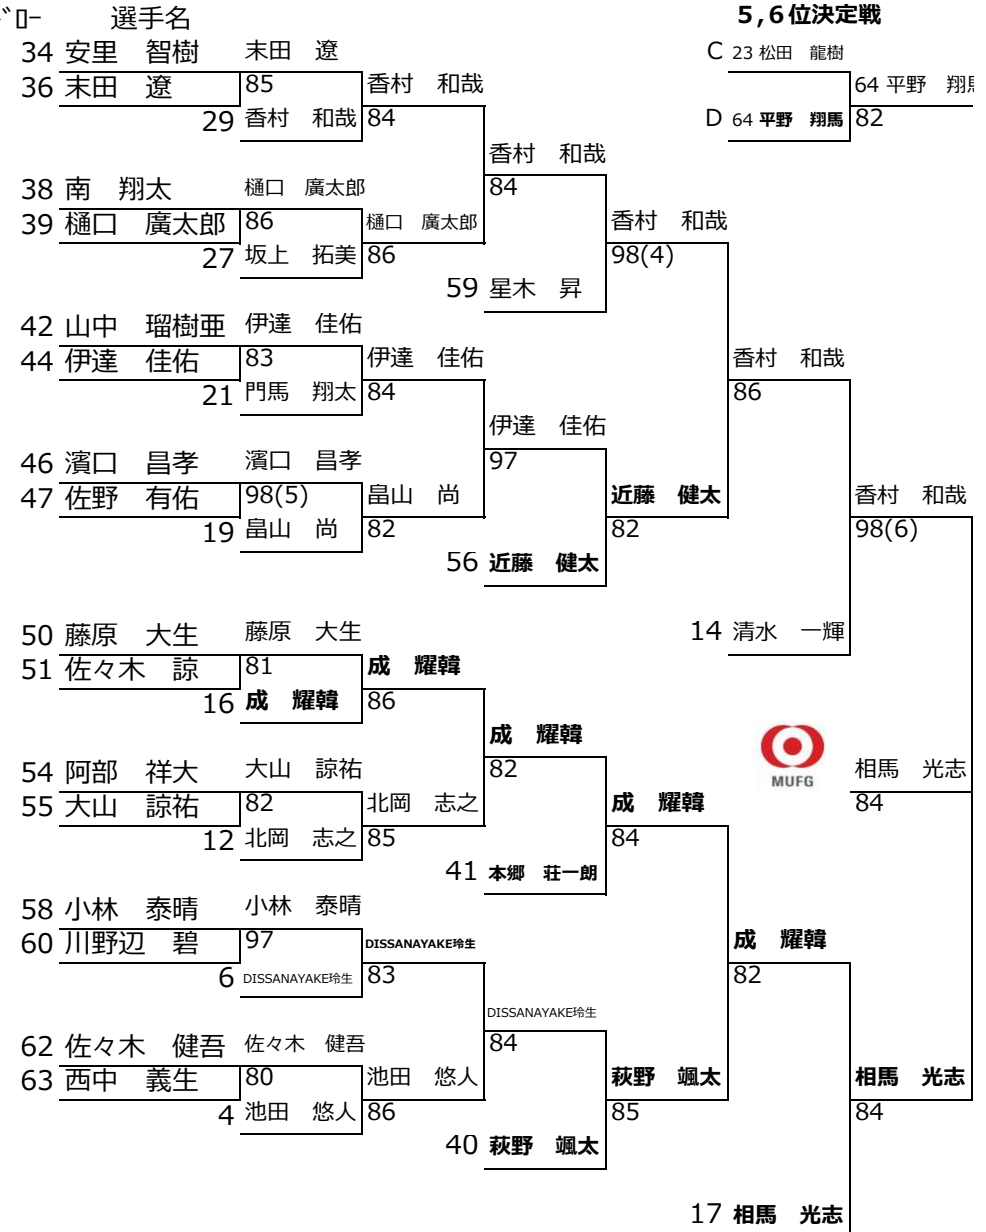 ﾄﾞﾛｰ 選手名 5,6位決定戦
34 安里 智樹 末田 遼 C 23 松田 龍樹
36 末田 遼 85 香村 和哉 64 平野 翔馬
29 香村 和哉 84 D 64 平野 翔馬 82
香村 和哉
38 南 翔太 樋口 廣太郎 84
39 樋口 廣太郎 86 樋口 廣太郎 香村 和哉
27 坂上 拓美 86 98(4)
59 星木 昇
42 山中 瑠樹亜 伊達 佳佑
44 伊達 佳佑 83 伊達 佳佑 香村 和哉
21 門馬 翔太 84 86
伊達 佳佑
46 濱口 昌孝 濱口 昌孝 97
47 佐野 有佑 98(5) 畠山 尚 近藤 健太 香村 和哉
19 畠山 尚 82 82 98(6)
56 近藤 健太
50 藤原 大生 藤原 大生 14 清水 一輝
51 佐々木 諒 81 成 耀韓
16 成 耀韓 86
成 耀韓
54 阿部 祥大 大山 諒祐 82 MUFG 相馬 光志
55 大山 諒祐 82 北岡 志之 成 耀韓 84
12 北岡 志之 85 84
41 本郷 荘一朗
58 小林 泰晴 小林 泰晴
60 川野辺 碧 97 DISSANAYAKE玲生 成 耀韓
6 DISSANAYAKE玲生 83 82
DISSANAYAKE玲生
62 佐々木 健吾 佐々木 健吾 84
63 西中 義生 80 池田 悠人 萩野 颯太 相馬 光志
4 池田 悠人 86 85 84
40 萩野 颯太
17 相馬 光志